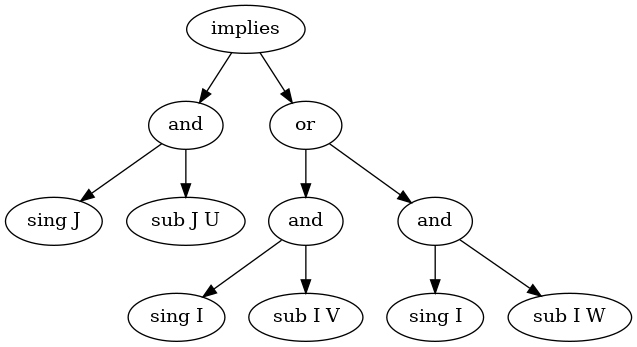 implies
and
or
sing J
sub J U
and
and
sing I
sub I V
sing I
sub I W